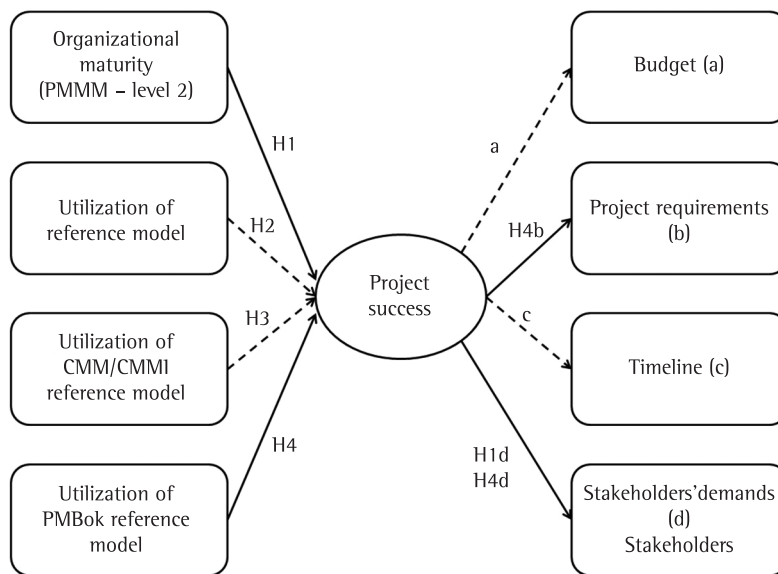 Organizational
maturity
(PMMM – level 2)
Utilization of
reference model
Utilization of
CMM/CMMI
reference model
Utilization of
PMBok reference
model
H1
H2
H3
H4
Project
success
a
H4b
c
H1d
H4d
Budget (a)
Project requirements
(b)
Timeline (c)
Stakeholders'demands
(d)
Stakeholders